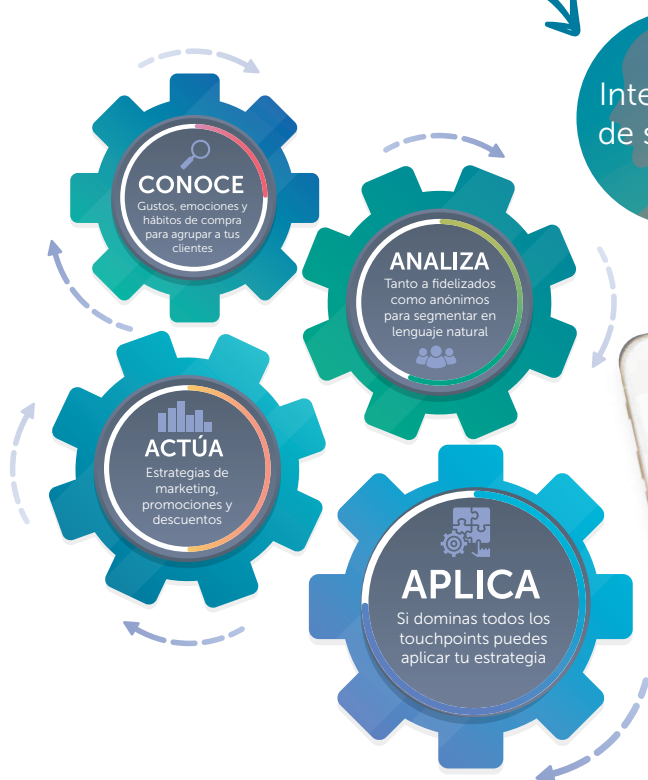 CONOCE
Gustos, emociones y
hábitos de compra
para agrupar a tus
clientes
ANALIZA
Tanto a fidelizados
como anónimos
para segmentar en
lenguaje natural
ACTÚA
Estrategias de
marketing,
promociones y
descuentos
APLICA
Si dominas todos los
touchpoints puedes
aplicar tu estrategia
de